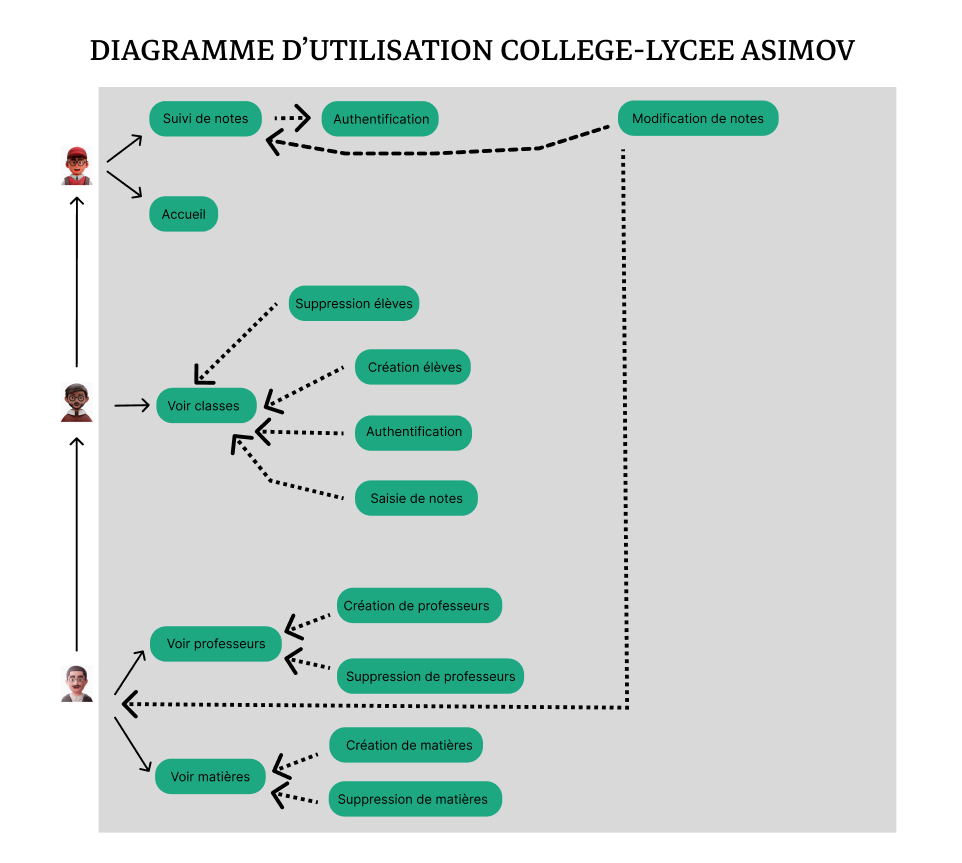 DIAGRAMME D’UTILISATION COLLEGE-LYCEE ASIMOV
Suivi de notes
Authentification
Modification de notes
Accueil
Suppression élèves
Création élèves
Voir classes
Authentification
Saisie de notes
Création de professeurs
Voir professeurs
Suppression de professeurs
Création de matières
Voir matières
Suppression de matières